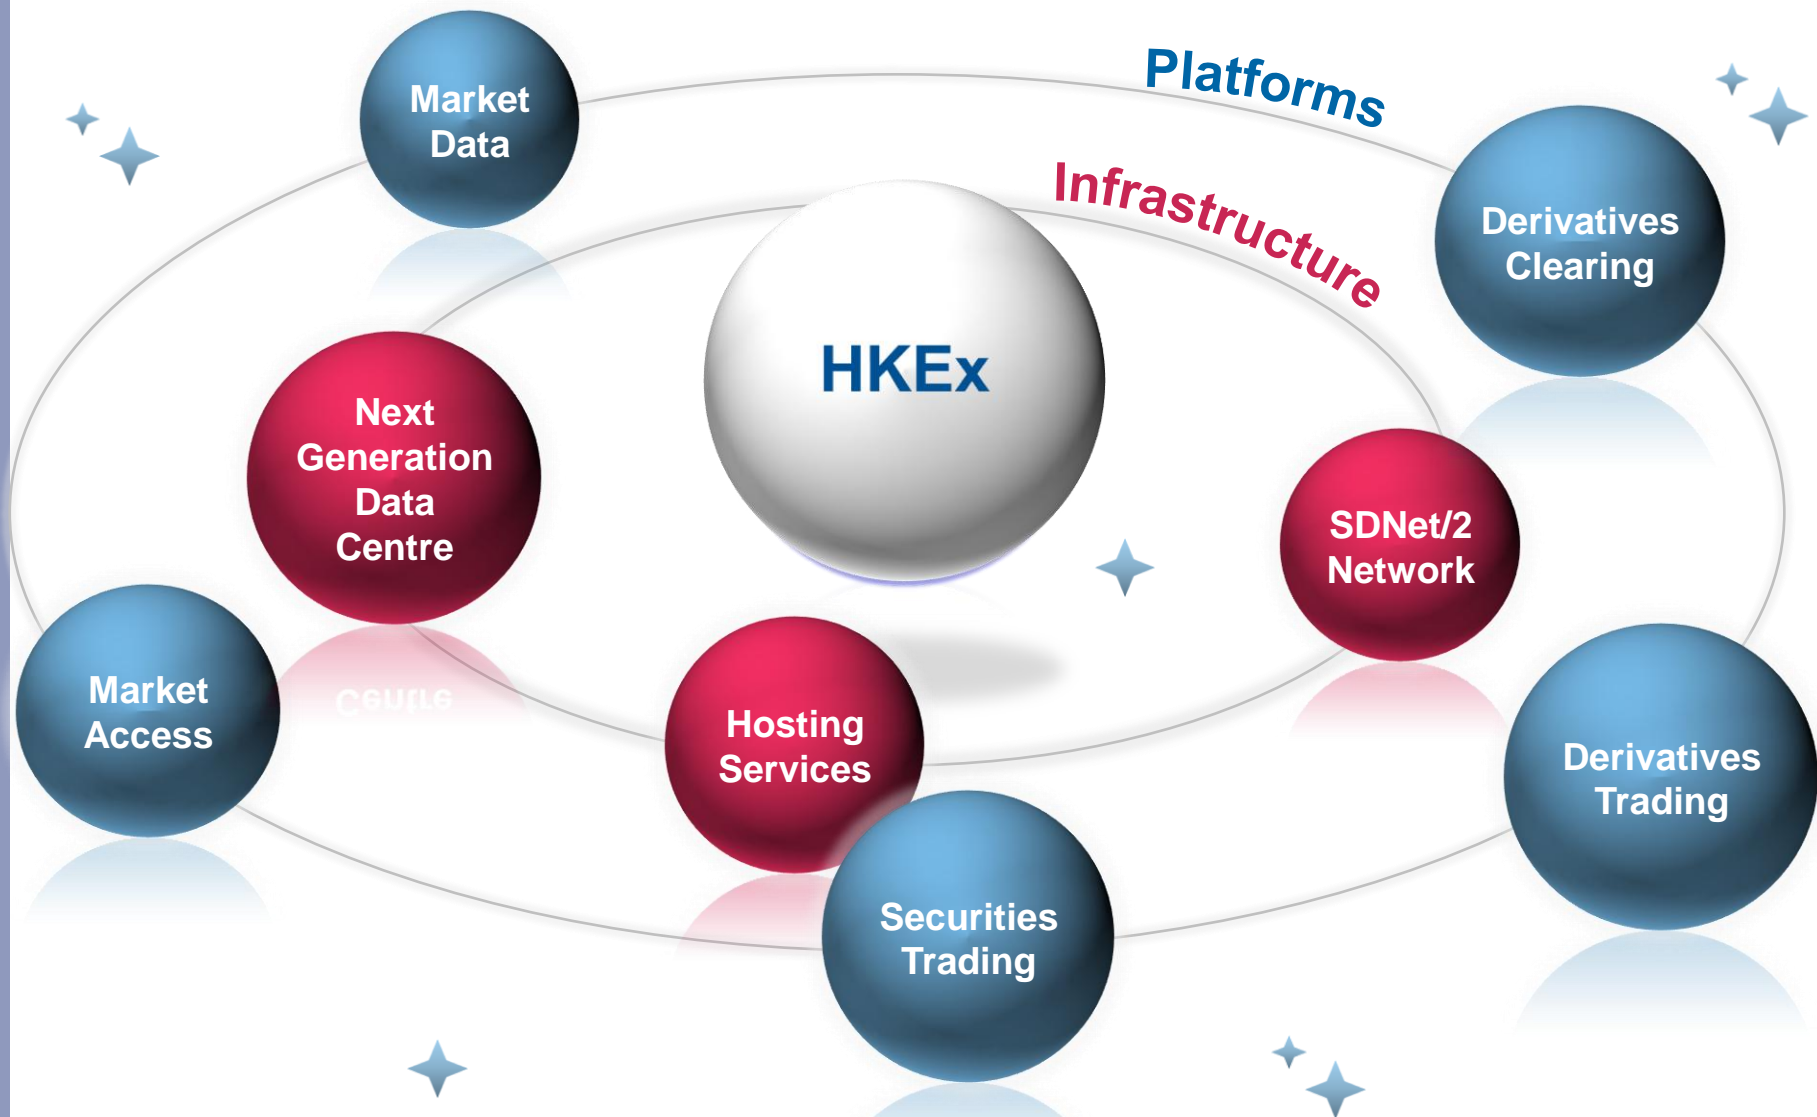 Platforms
Infrastructure
Market
Data
Derivatives
Clearing
HKEx
Next
Generation
Data
Centre
SDNet/2
Network
Market
Access
Hosting
Services
Derivatives
Trading
Securities
Trading